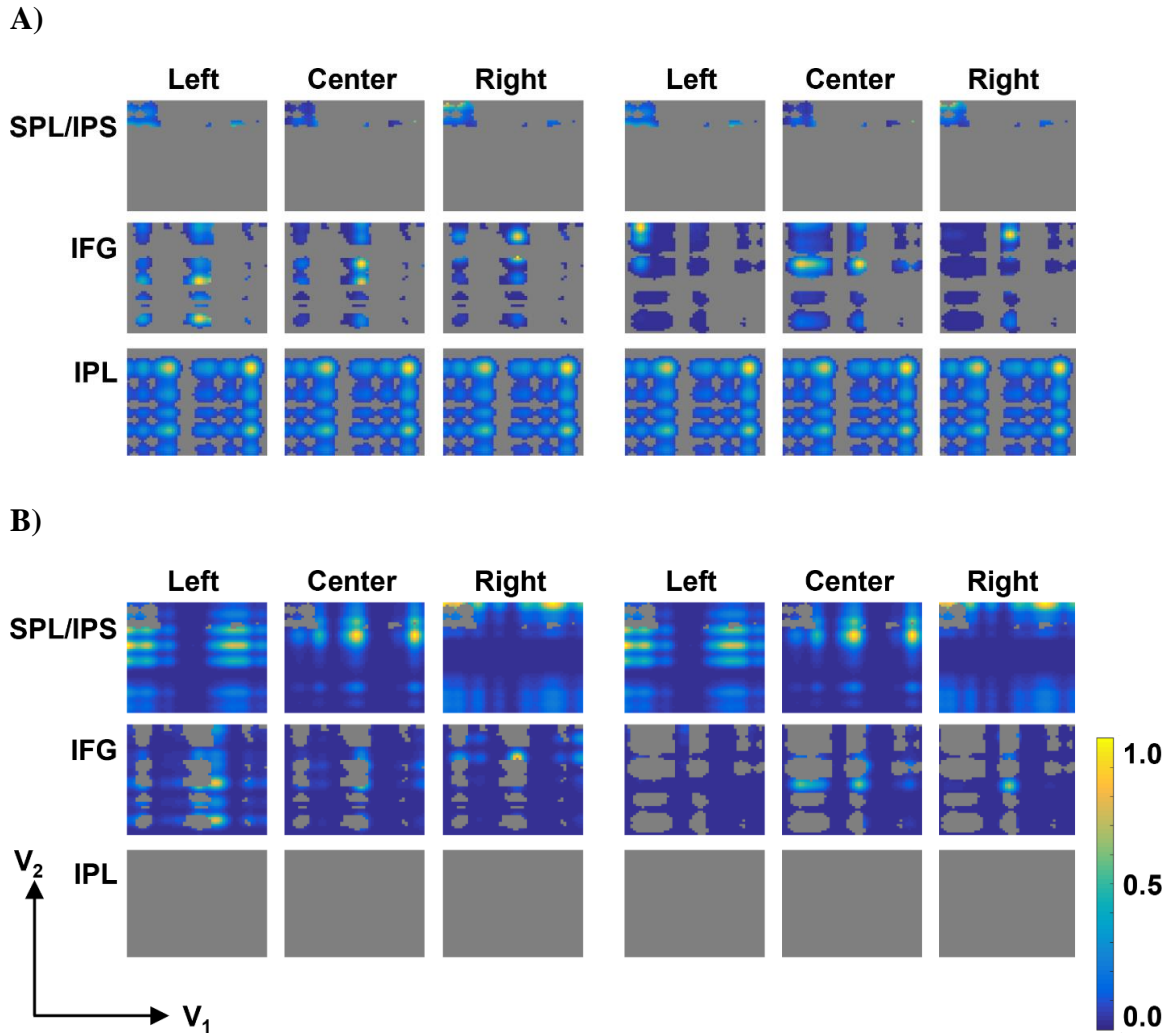 A)
Left Center Right Left Center Right
SPL/IPS
IFG
IPL
B)
Left Center Right Left Center Right
SPL/IPS
IFG
1.0
IPL
V₂
0.5
0.0
V₁